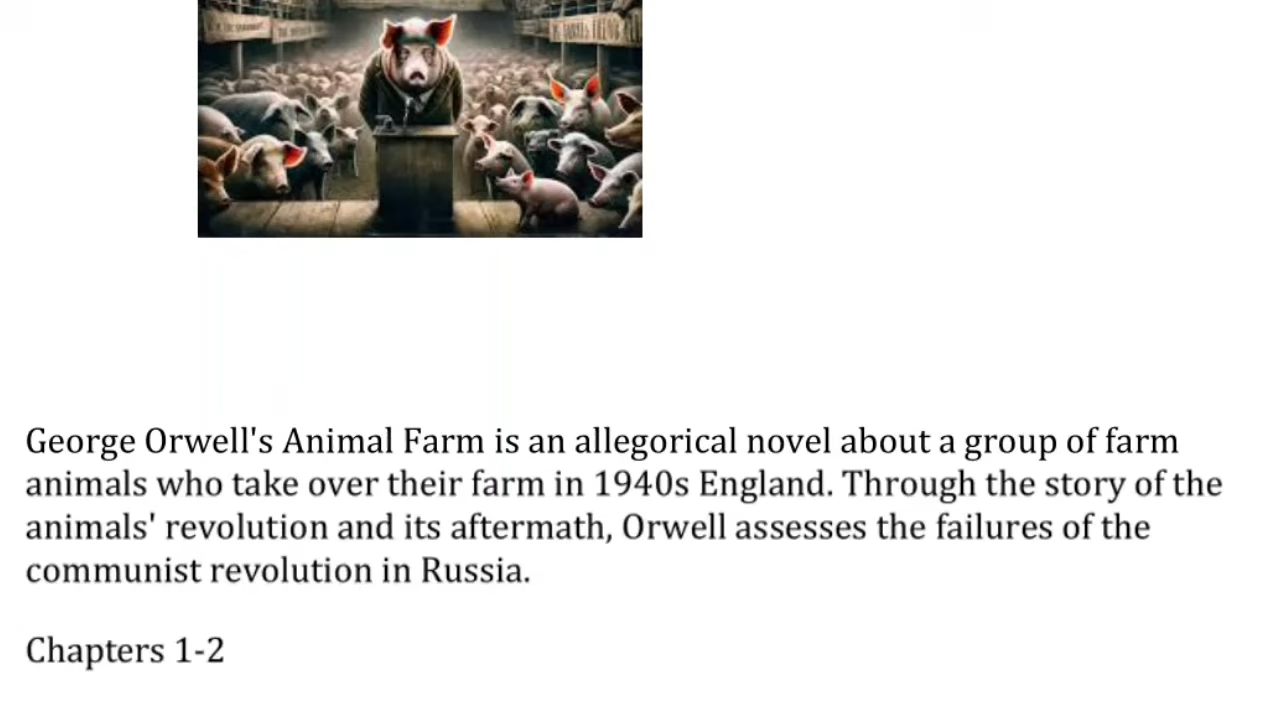 George Orwell's Animal Farm is an allegorical novel about a group of farm
animals who take over their farm in 1940s England. Through the story of the
animals' revolution and its aftermath, Orwell assesses the failures of the
communist revolution in Russia.
Chapters 1-2